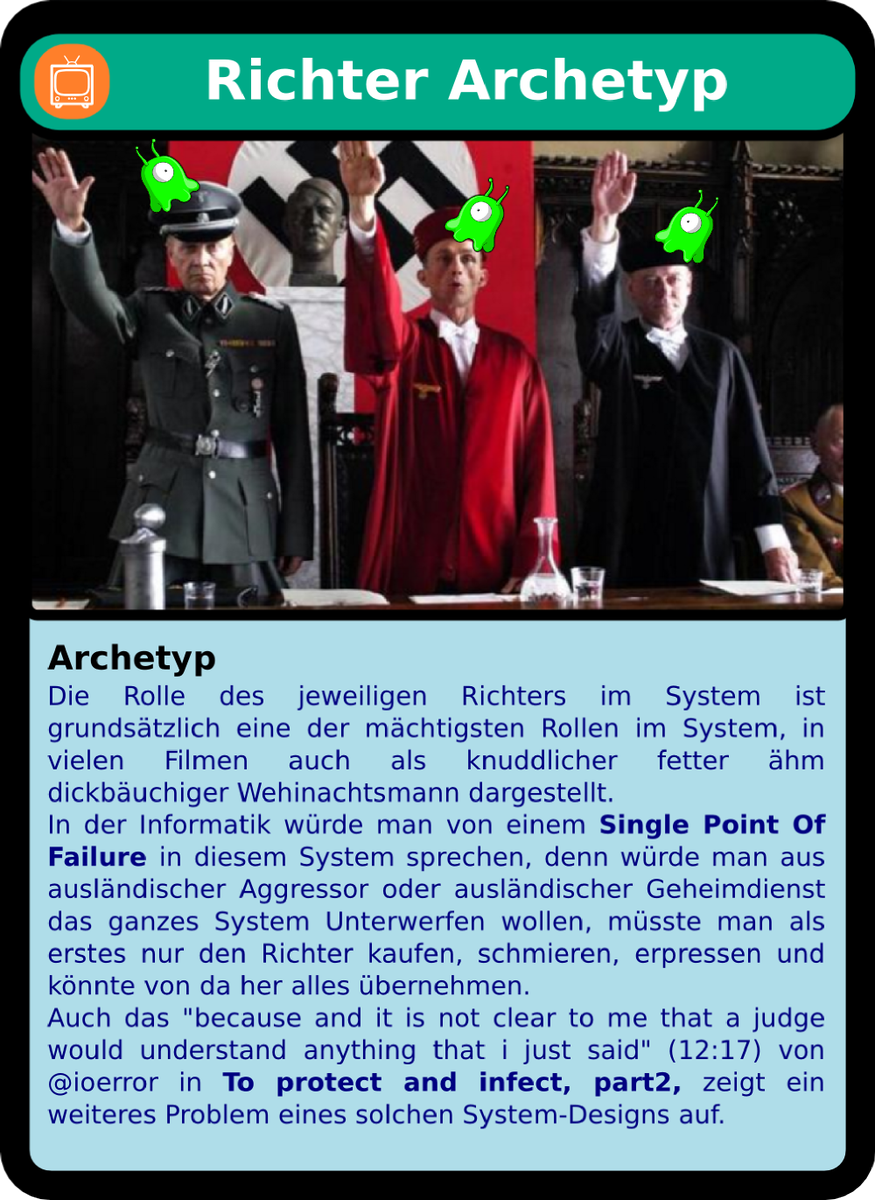 Richter Archetyp
Archetyp
Die Rolle des jeweiligen Richters im System ist
grundsätzlich eine der mächtigsten Rollen im System, in
vielen Filmen auch als knuddlicher fetter ähm
dickbäuchiger Wehinachtsmann dargestellt.
In der Informatik würde man von einem Single Point Of
Failure in diesem System sprechen, denn würde man aus
ausländischer Aggressor oder ausländischer Geheimdienst
das ganzes System Unterwerfen wollen, müsste man als
erstes nur den Richter kaufen, schmieren, erpressen und
könnte von da her alles übernehmen.
Auch das "because and it is not clear to me that a judge
would understand anything that i just said" (12:17) von
@ioerror in To protect and infect, part2, zeigt ein
weiteres Problem eines solchen System-Designs auf.